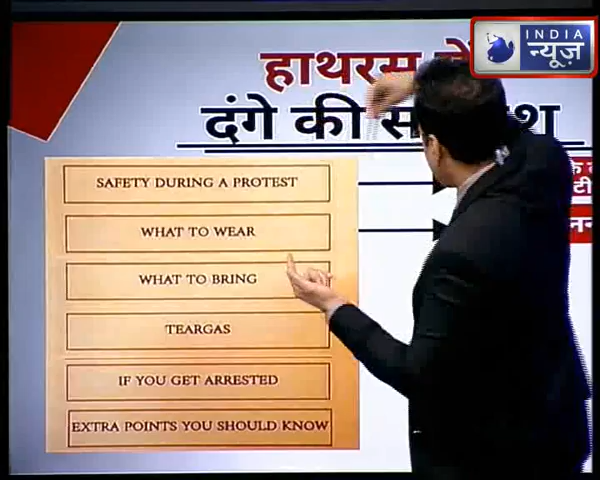 INDIA
न्यूज़
हाथरस
दंगे की
SAFETY DURING A PROTEST
WHAT TO WEAR
WHAT TO BRING
TEARGAS
IF YOU GET ARRESTED
EXTRA POINTS YOU SHOULD KNOW